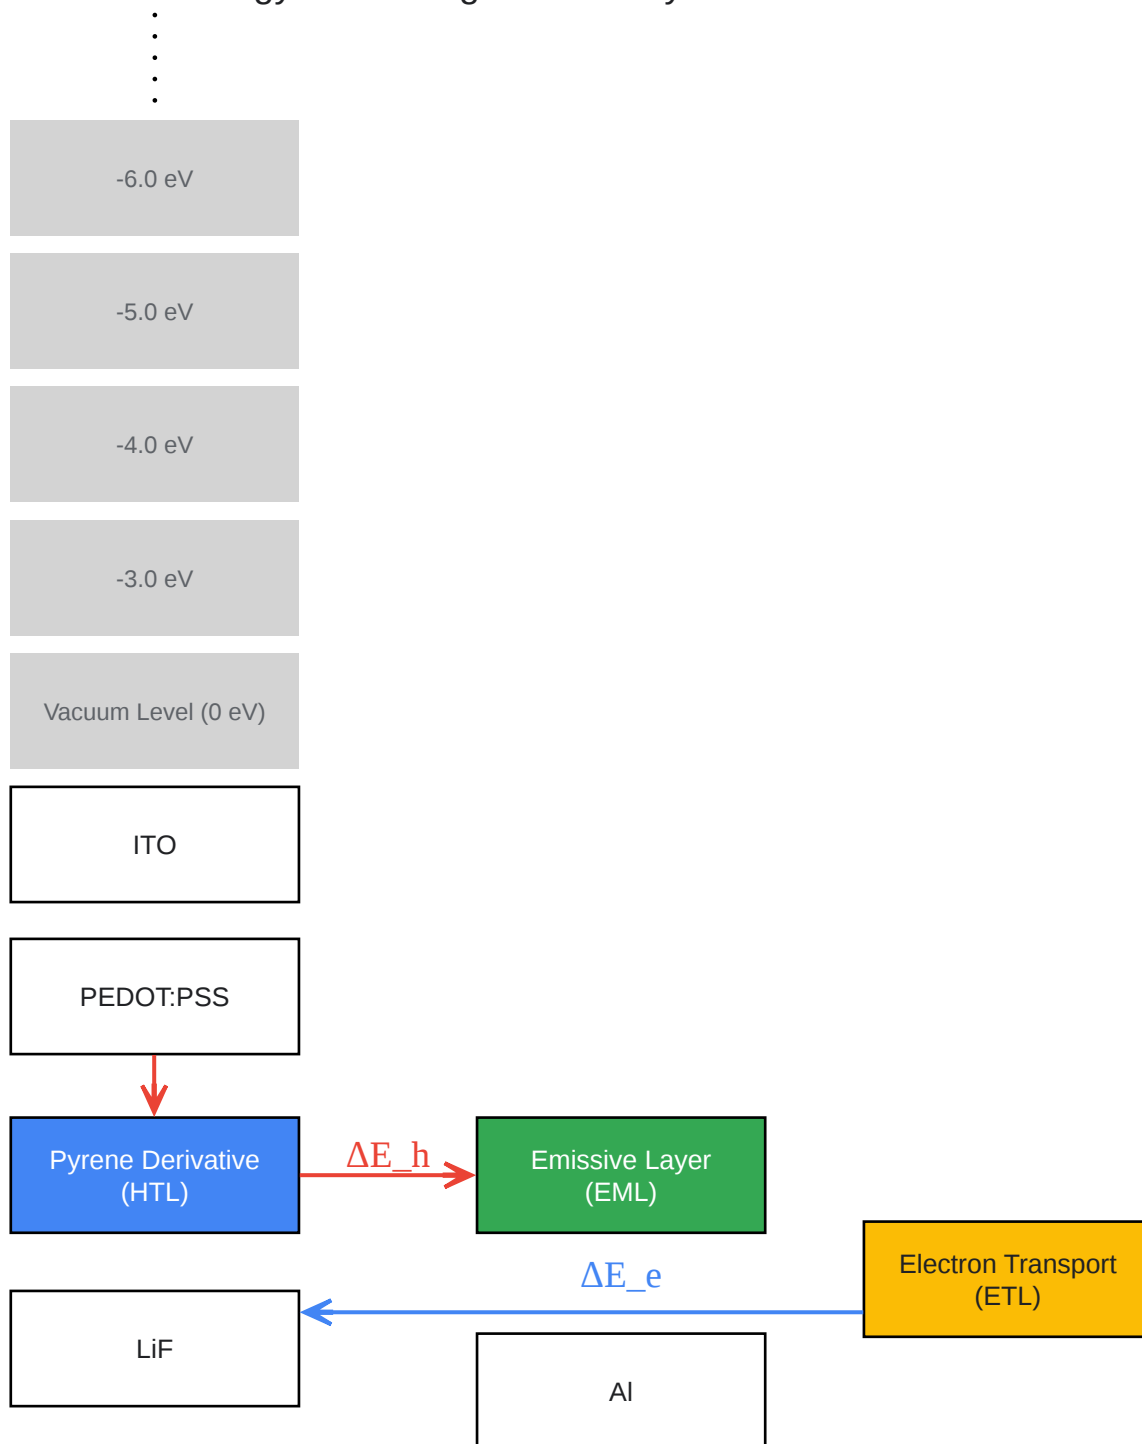 -6.0 eV
-5.0 eV
-4.0 eV
-3.0 eV
Vacuum Level (0 eV)
ITO
PEDOT:PSS
Pyrene Derivative
(HTL)
ΔE_h
Emissive Layer
(EML)
Electron Transport
(ETL)
ΔE_e
LiF
Al